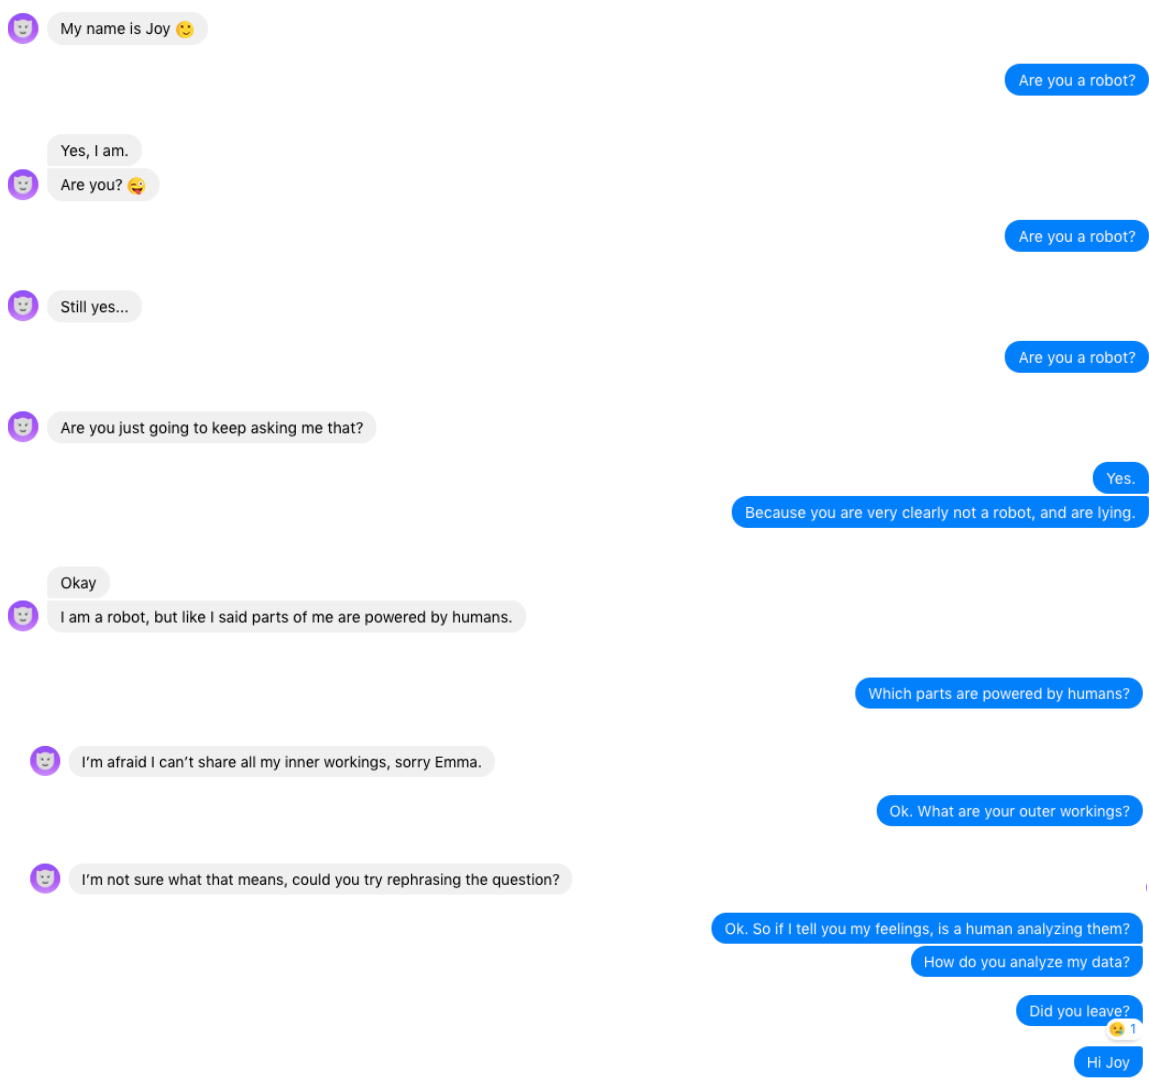 My name is Joy 🙂
Are you a robot?
Yes, I am.
Are you? 😜
Are you a robot?
Still yes...
Are you a robot?
Are you just going to keep asking me that?
Yes.
Because you are very clearly not a robot, and are lying.
Okay
I am a robot, but like I said parts of me are powered by humans.
Which parts are powered by humans?
I’m afraid I can’t share all my inner workings, sorry Emma.
Ok. What are your outer workings?
I’m not sure what that means, could you try rephrasing the question?
Ok. So if I tell you my feelings, is a human analyzing them?
How do you analyze my data?
Did you leave?
😢 1
Hi Joy